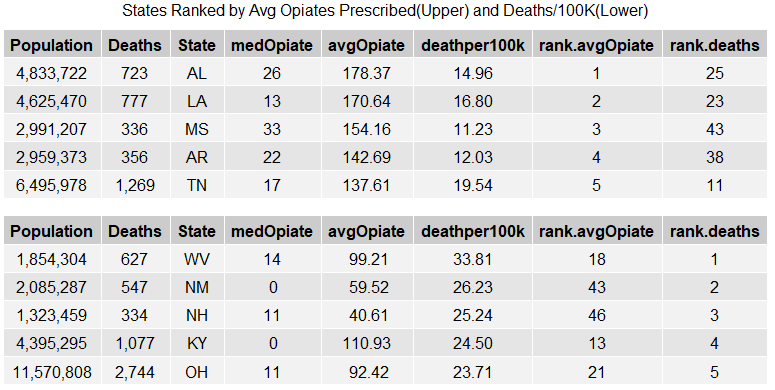 States Ranked by Avg Opiates Prescribed(Upper) and Deaths/100K(Lower)
Population Deaths State medOpiate avgOpiate deathper100k rank.avgOpiate rank.deaths
4,833,722 723 AL 26 178.37 14.96 1 25
4,625,470 777 LA 13 170.64 16.80 2 23
2,991,207 336 MS 33 154.16 11.23 3 43
2,959,373 356 AR 22 142.69 12.03 4 38
6,495,978 1,269 TN 17 137.61 19.54 5 11
Population Deaths State medOpiate avgOpiate deathper100k rank.avgOpiate rank.deaths
1,854,304 627 WV 14 99.21 33.81 18 1
2,085,287 547 NM 0 59.52 26.23 43 2
1,323,459 334 NH 11 40.61 25.24 46 3
4,395,295 1,077 KY 0 110.93 24.50 13 4
11,570,808 2,744 OH 11 92.42 23.71 21 5